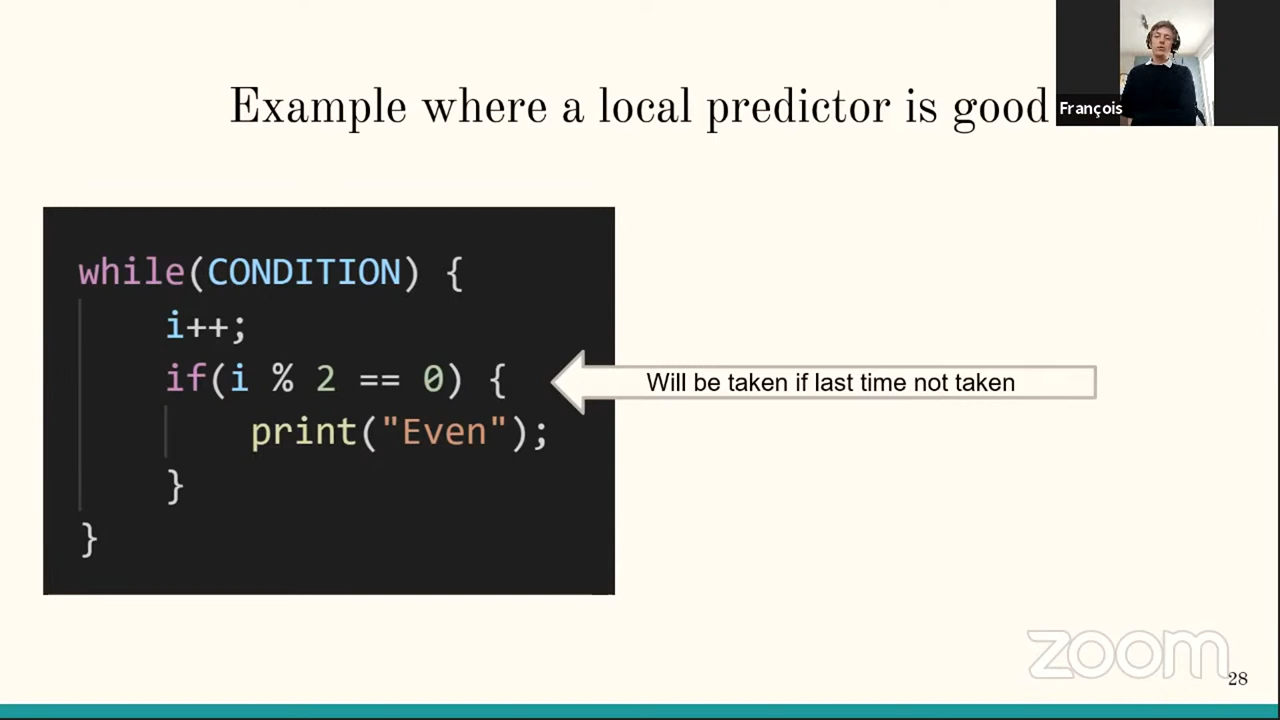 Example where a local predictor is good
François
while(CONDITION) {
i++;
if(i % 2 == 0) {
print("Even");
}
}
Will be taken if last time not taken
zoom
28